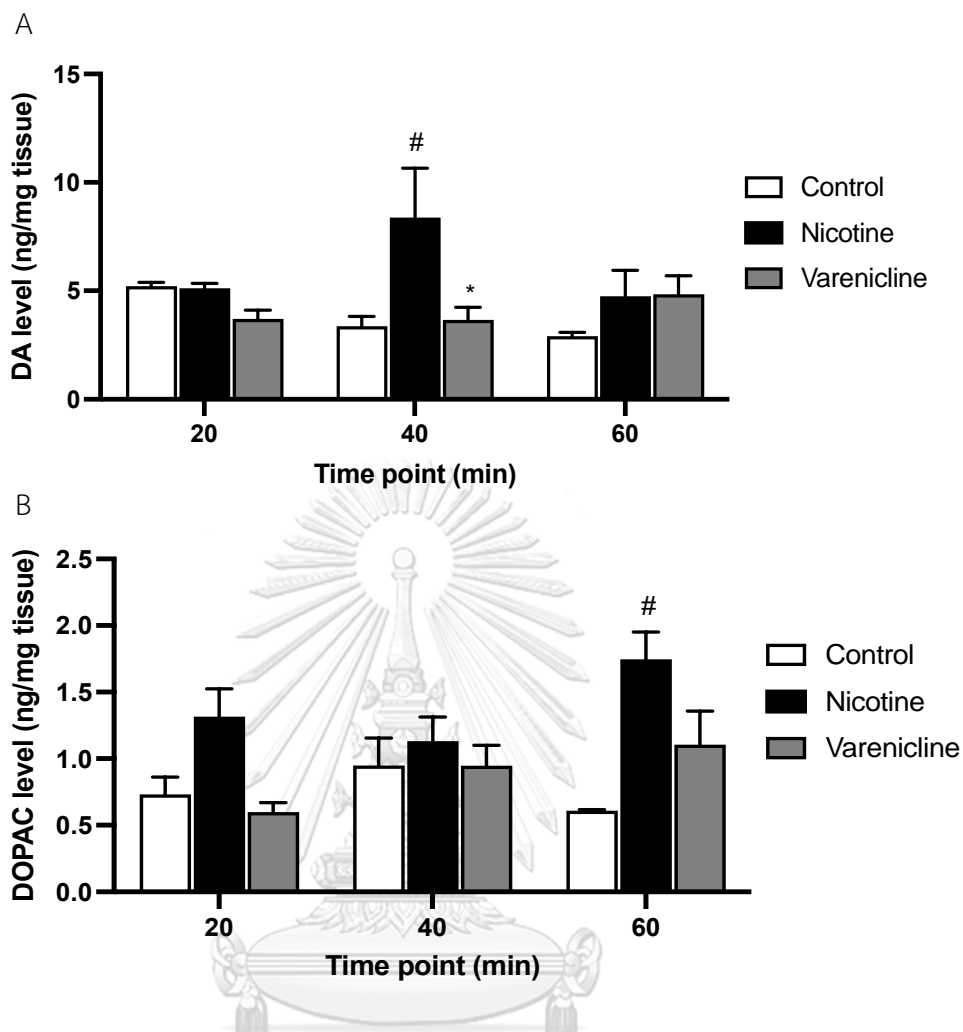 A
DA level (ng/mg tissue)
15
10
5
0
#
*
20
40
60
Time point (min)
Control
Nicotine
Varenicline
B
DOPAC level (ng/mg tissue)
2.5
2.0
1.5
1.0
0.5
0.0
#
20
40
60
Time point (min)
Control
Nicotine
Varenicline